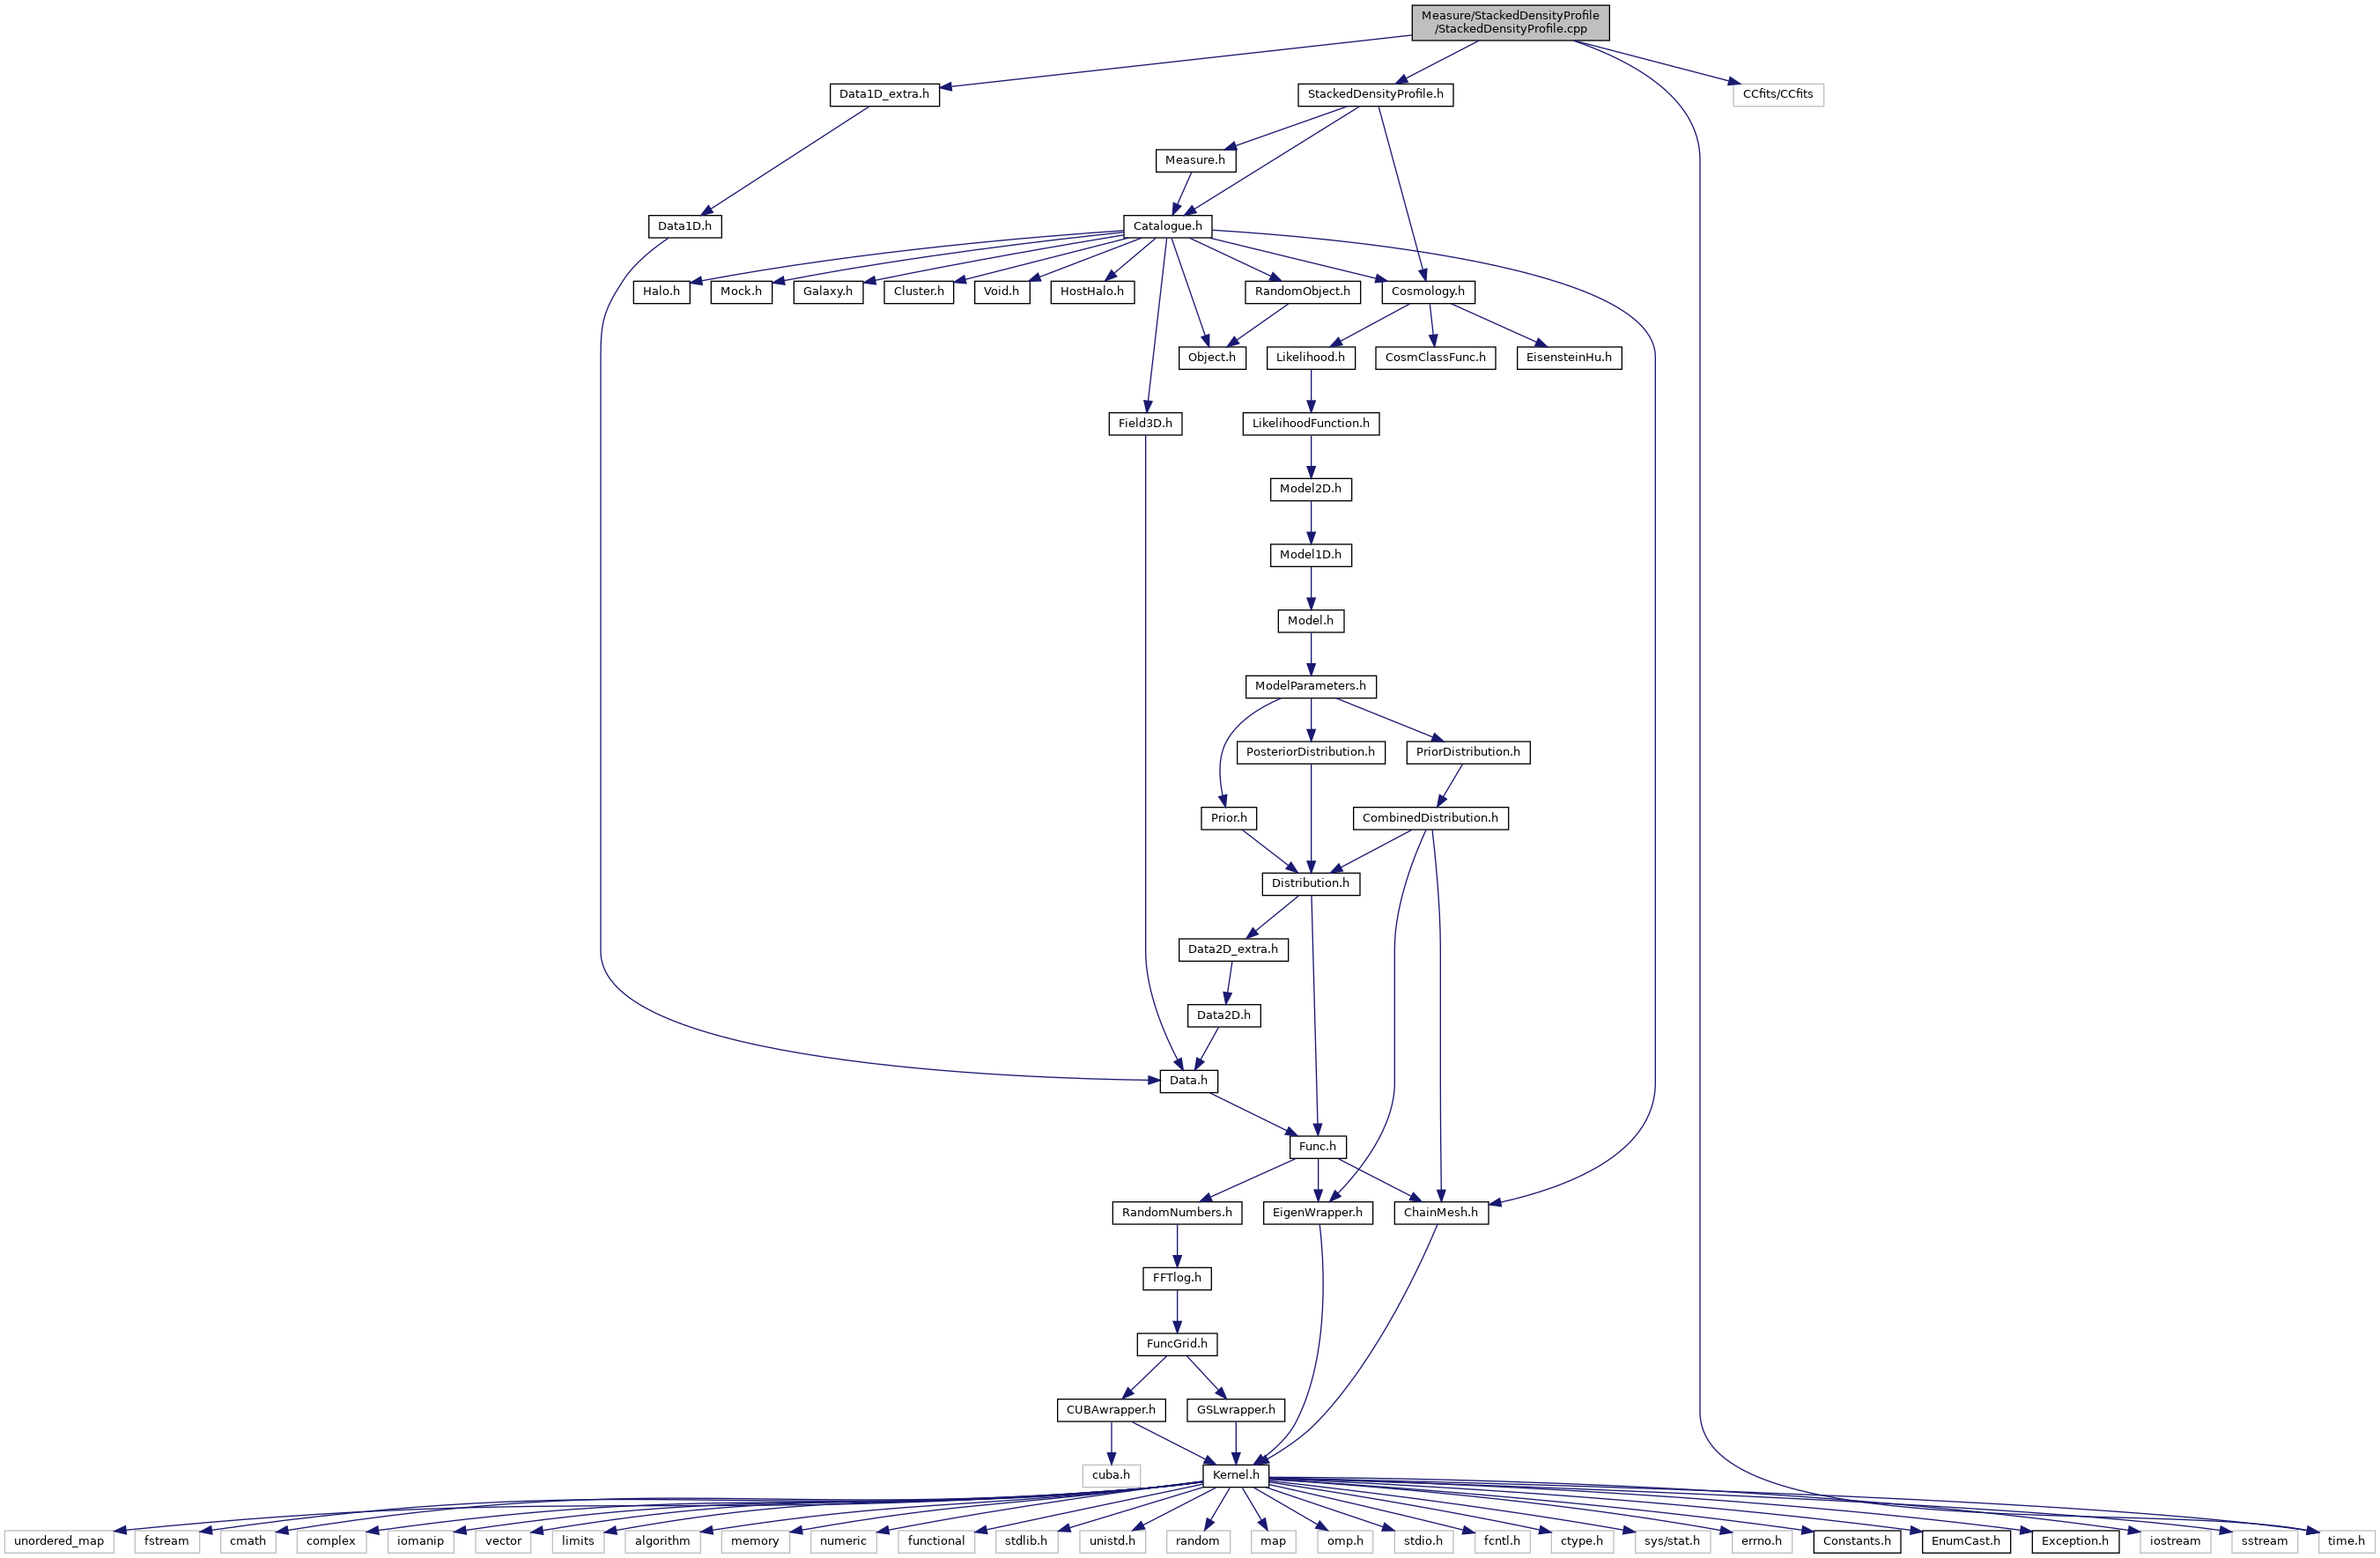 Measure/StackedDensityProfile
/StackedDensityProfile.cpp
Data1D_extra.h
StackedDensityProfile.h
CCfits/CCfits
Measure.h
Data1D.h
Catalogue.h
Halo.h
Mock.h
Galaxy.h
Cluster.h
Void.h
HostHalo.h
RandomObject.h
Cosmology.h
Object.h
Likelihood.h
CosmClassFunc.h
EisensteinHu.h
Field3D.h
LikelihoodFunction.h
Model2D.h
Model1D.h
Model.h
ModelParameters.h
PosteriorDistribution.h
PriorDistribution.h
Prior.h
CombinedDistribution.h
Distribution.h
Data2D_extra.h
Data2D.h
Data.h
Func.h
RandomNumbers.h
EigenWrapper.h
ChainMesh.h
FFTlog.h
FuncGrid.h
CUBAwrapper.h
GSLwrapper.h
cuba.h
Kernel.h
unordered_map
fstream
cmath
complex
iomanip
vector
limits
algorithm
memory
numeric
functional
stdlib.h
unistd.h
random
map
omp.h
stdio.h
fcntl.h
ctype.h
sys/stat.h
errno.h
Constants.h
EnumCast.h
Exception.h
iostream
sstream
time.h